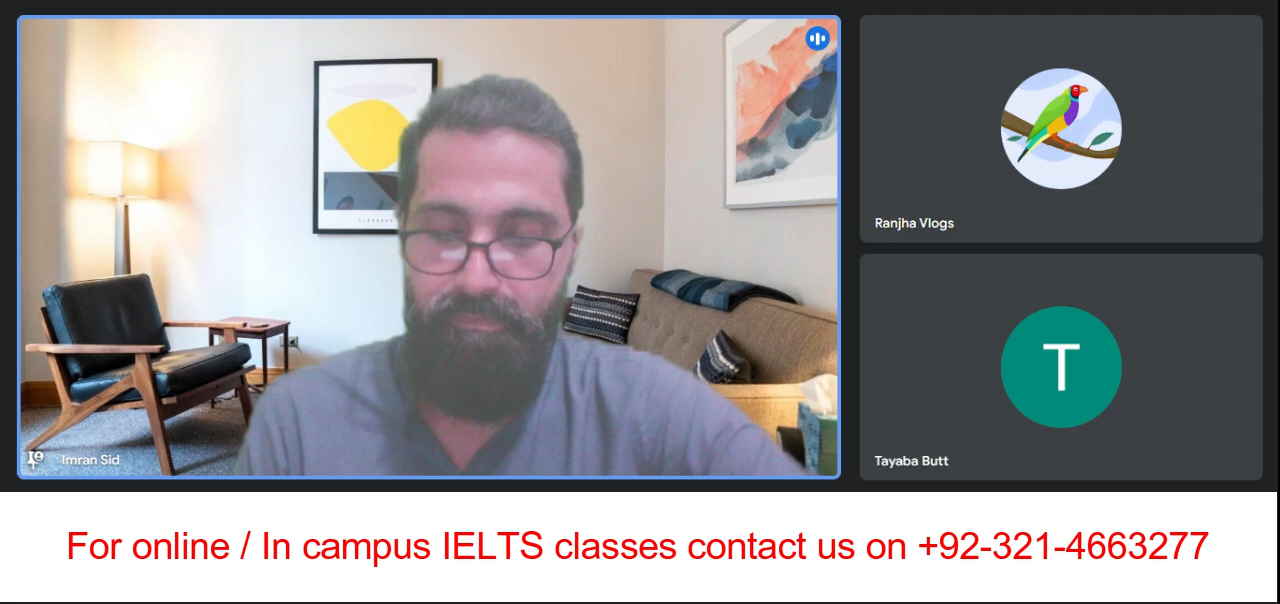 Ranjha Vlogs
Imran Sid
T
Tayaba Butt
For online / In campus IELTS classes contact us on +92-321-4663277